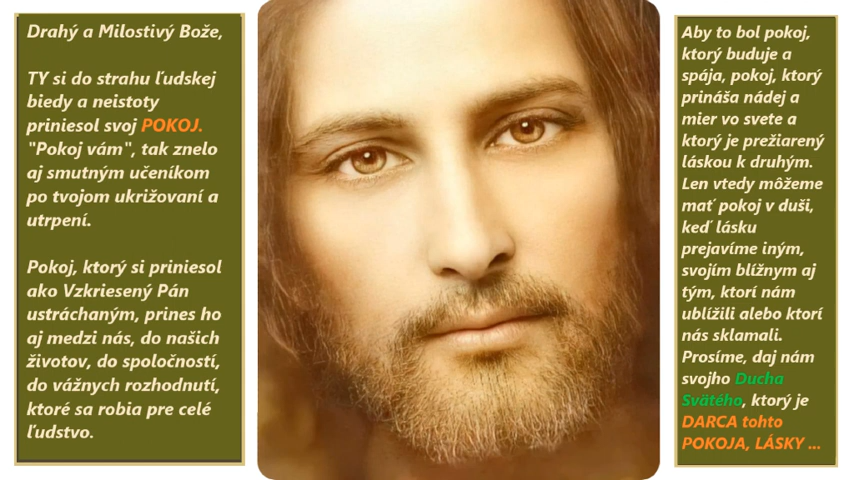 Drahý a Milostivý Bože,
TY si do strahu ľudskej
biedy a neistoty
priniesol svoj POKOJ.
"Pokoj vám", tak znelo
aj smutným učeníkom
po tvojom ukrižovaní a
utrpení.
Pokoj, ktorý si priniesol
ako Vzkriesený Pán
ustráchaným, prines ho
aj medzi nás, do našich
životov, do spoločností,
do vážnych rozhodnutí,
ktoré sa robia pre celé
ľudstvo.
Aby to bol pokoj,
ktorý buduje a
spája, pokoj, ktorý
prináša nádej a
mier vo svete a
ktorý je prežiarený
láskou k druhým.
Len vtedy môžeme
mať pokoj v duši,
keď lásku
prejavíme iným,
svojím blížnym aj
tým, ktorí nám
ublížili alebo ktorí
nás sklamali.
Prosíme, daj nám
svojho Ducha
Svätého, ktorý je
DARCA tohto
POKOJA, LÁSKY ...